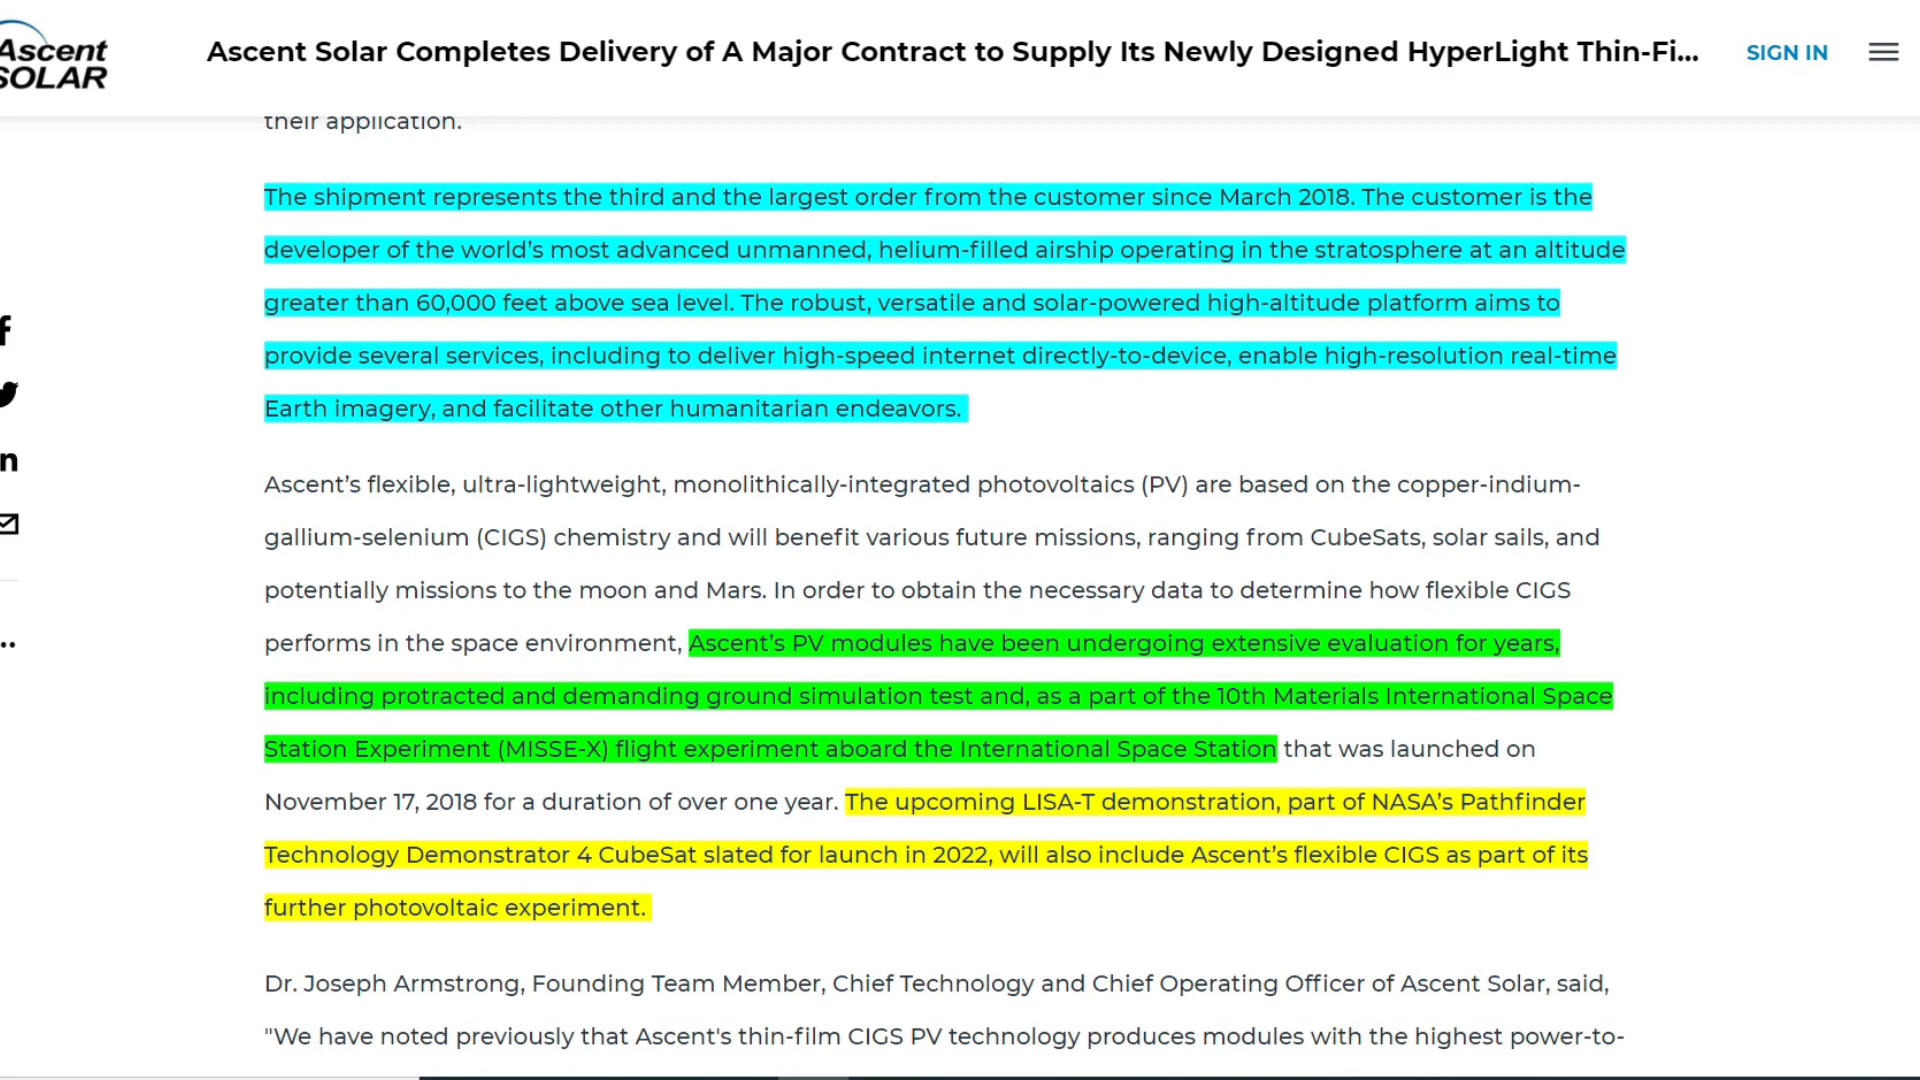 Ascent
SOLAR
Ascent Solar Completes Delivery of A Major Contract to Supply Its Newly Designed HyperLight Thin-Fi...
SIGN IN
their application.
The shipment represents the third and the largest order from the customer since March 2018. The customer is the
developer of the world’s most advanced unmanned, helium-filled airship operating in the stratosphere at an altitude
greater than 60,000 feet above sea level. The robust, versatile and solar-powered high-altitude platform aims to
provide several services, including to deliver high-speed internet directly-to-device, enable high-resolution real-time
Earth imagery, and facilitate other humanitarian endeavors.
Ascent’s flexible, ultra-lightweight, monolithically-integrated photovoltaics (PV) are based on the copper-indium-
gallium-selenium (CIGS) chemistry and will benefit various future missions, ranging from CubeSats, solar sails, and
potentially missions to the moon and Mars. In order to obtain the necessary data to determine how flexible CIGS
performs in the space environment, Ascent’s PV modules have been undergoing extensive evaluation for years,
including protracted and demanding ground simulation test and, as a part of the 10th Materials International Space
Station Experiment (MISSE-X) flight experiment aboard the International Space Station that was launched on
November 17, 2018 for a duration of over one year. The upcoming LISA-T demonstration, part of NASA’s Pathfinder
Technology Demonstrator 4 CubeSat slated for launch in 2022, will also include Ascent’s flexible CIGS as part of its
further photovoltaic experiment.
Dr. Joseph Armstrong, Founding Team Member, Chief Technology and Chief Operating Officer of Ascent Solar, said,
"We have noted previously that Ascent's thin-film CIGS PV technology produces modules with the highest power-to-